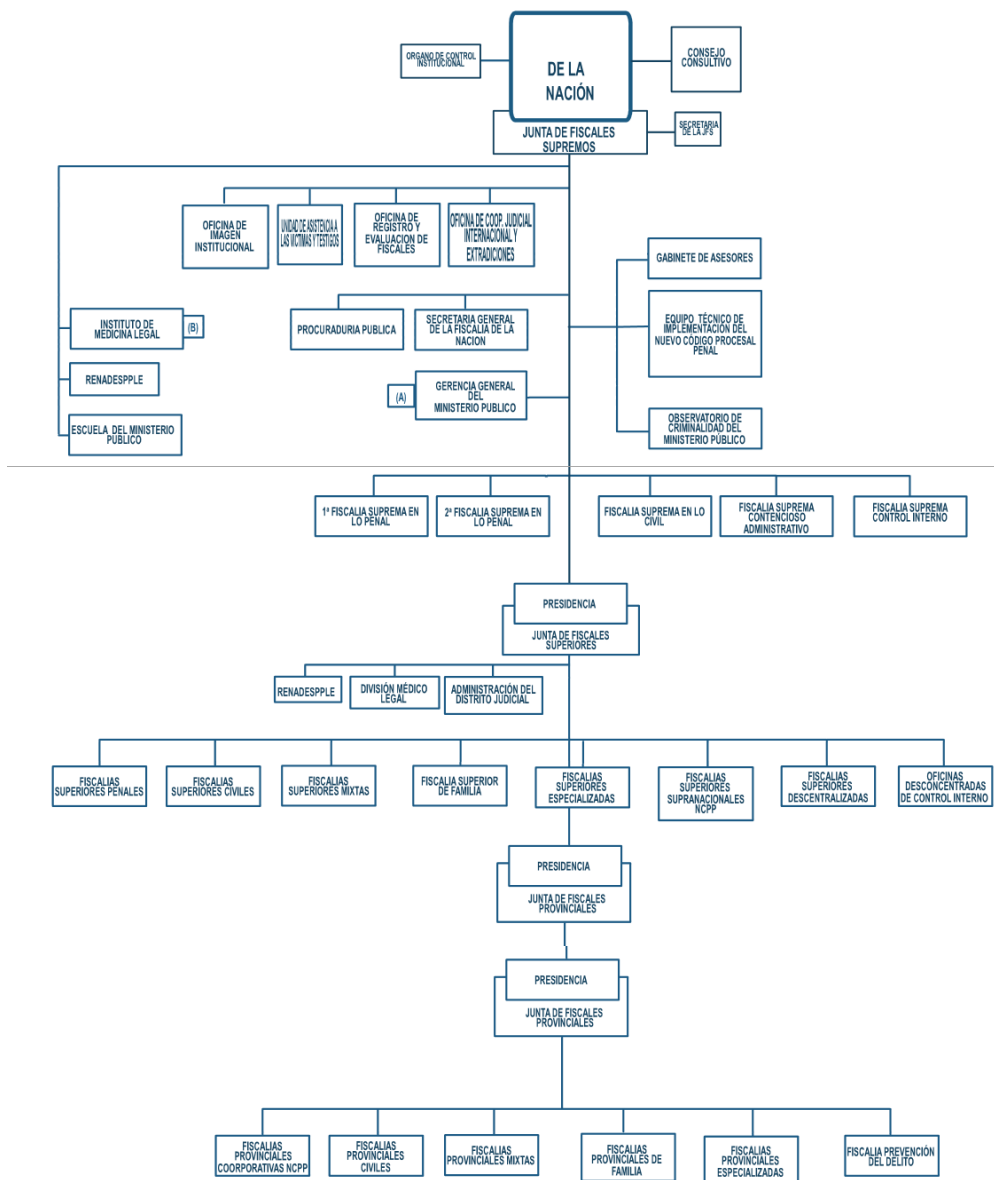 ORGANO DE CONTROL
INSTITUCIONAL
DE LA
NACIÓN
CONSEJO
CONSULTIVO
JUNTA DE FISCALES
SUPREMOS
SECRETARIA
DE LA JFS
OFICINA DE
IMAGEN
INSTITUCIONAL
UNIDAD DE ASISTENCIA A
LAS VICTIMAS Y TESTIGOS
OFICINA DE
REGISTRO Y
EVALUACION DE
FISCALES
OFICINA DE COOP. JUDICIAL
INTERNACIONAL Y
EXTRADICIONES
GABINETE DE ASESORES
INSTITUTO DE
MEDICINA LEGAL
(B)
PROCURADURIA PUBLICA
SECRETARIA GENERAL
DE LA FISCALIA DE LA
NACION
EQUIPO TÉCNICO DE
IMPLEMENTACIÓN DEL
NUEVO CÓDIGO PROCESAL
PENAL
RENADESPPLE
(A)
GERENCIA GENERAL
DEL
MINISTERIO PUBLICO
ESCUELA DEL MINISTERIO
PÚBLICO
OBSERVATORIO DE
CRIMINALIDAD DEL
MINISTERIO PÚBLICO
1ª FISCALIA SUPREMA EN
LO PENAL
2ª FISCALIA SUPREMA EN
LO PENAL
FISCALIA SUPREMA EN LO
CIVIL
FISCALIA SUPREMA
CONTENCIOSO
ADMINISTRATIVO
FISCALIA SUPREMA
CONTROL INTERNO
PRESIDENCIA
JUNTA DE FISCALES
SUPERIORES
RENADESPPLE
DIVISIÓN MÉDICO
LEGAL
ADMINISTRACIÓN DEL
DISTRITO JUDICIAL
FISCALIAS
SUPERIORES PENALES
FISCALIAS
SUPERIORES CIVILES
FISCALIAS
SUPERIORES MIXTAS
FISCALIA SUPERIOR
DE FAMILIA
FISCALIAS
SUPERIORES
ESPECIALIZADAS
FISCALIAS
SUPERIORES
SUPRANACIONALES
NCPP
FISCALIAS
SUPERIORES
DESCENTRALIZADAS
OFICINAS
DESCONCENTRADAS
DE CONTROL INTERNO
PRESIDENCIA
JUNTA DE FISCALES
PROVINCIALES
PRESIDENCIA
JUNTA DE FISCALES
PROVINCIALES
FISCALIAS
PROVINCIALES
COORPORATIVAS NCPP
FISCALIAS
PROVINCIALES
CIVILES
FISCALIAS
PROVINCIALES MIXTAS
FISCALIAS
PROVINCIALES DE
FAMILIA
FISCALIAS
PROVINCIALES
ESPECIALIZADAS
FISCALIA PREVENCIÓN
DEL DELITO